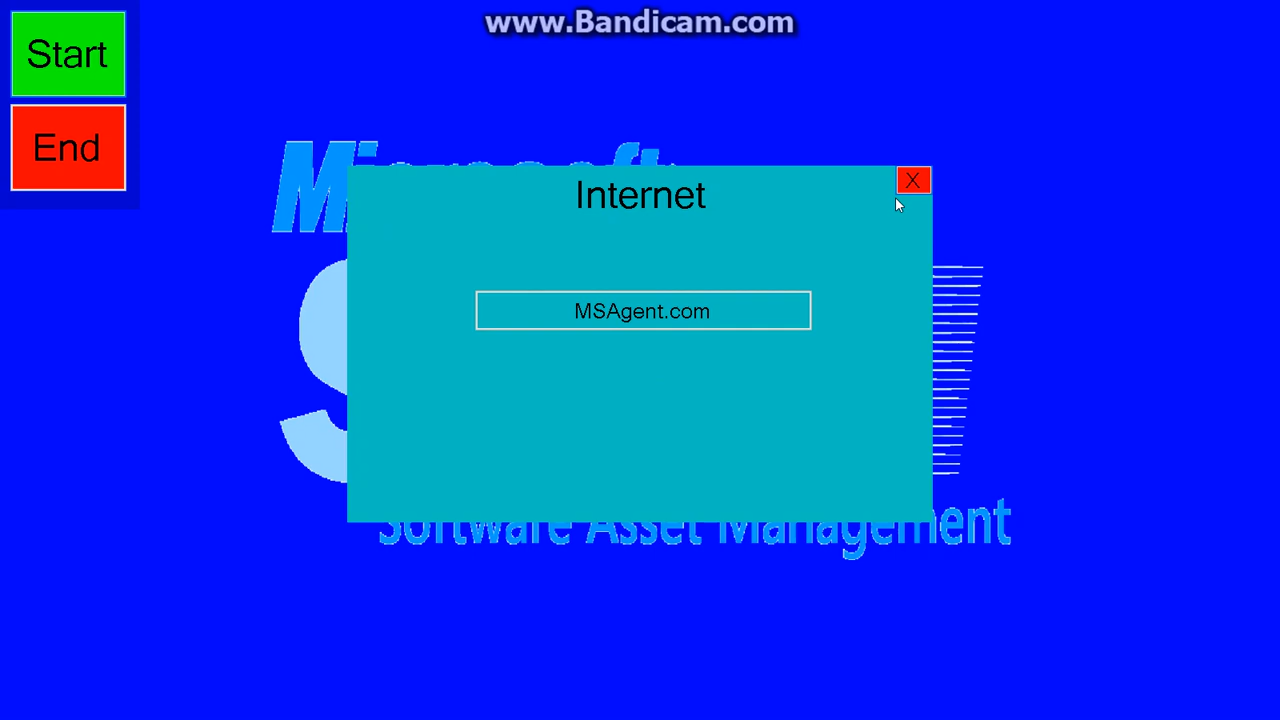 www.Bandicam.com
Start
End
Internet
X
MSAgent.com
Software Asset Management